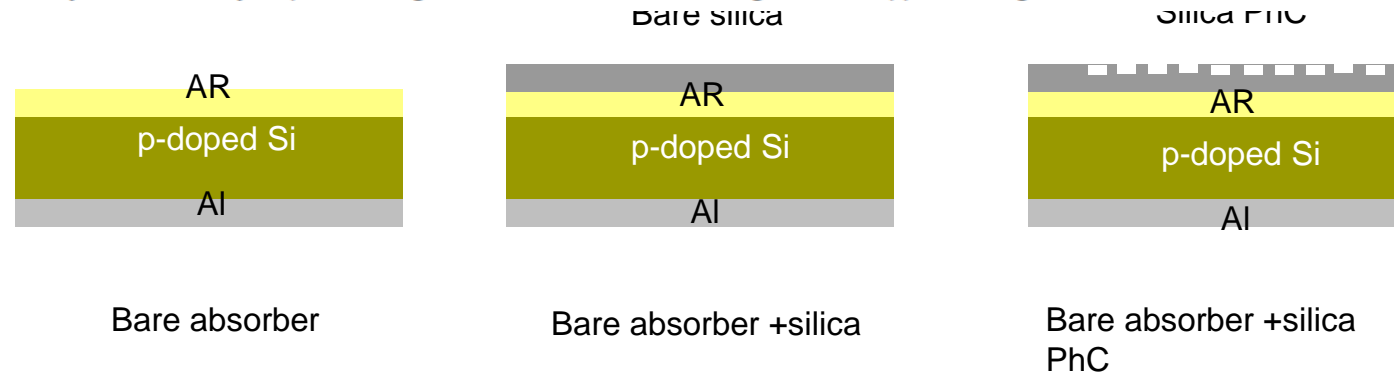 Bare silica
Silica PhC
AR
p-doped Si
Al
AR
p-doped Si
Al
AR
p-doped Si
Al
Bare absorber
Bare absorber +silica
Bare absorber +silica
PhC